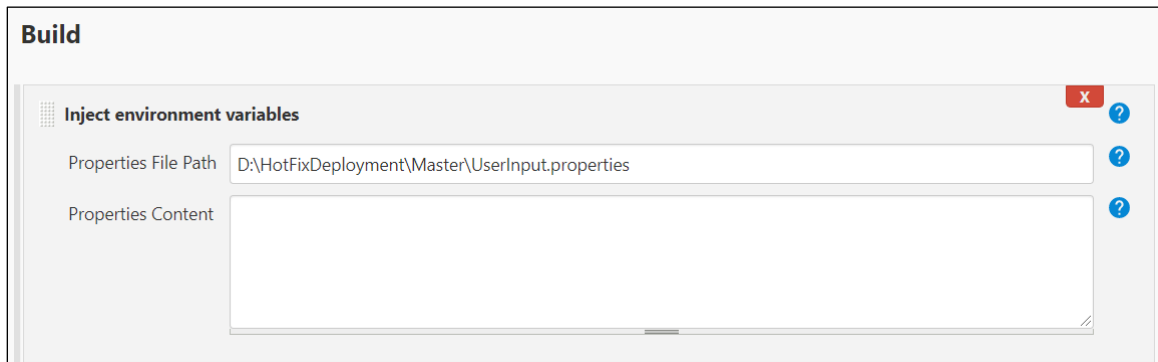 Build
X
Inject environment variables
?
Properties File Path D:\HotFixDeployment\Master\UserInput.properties ?
Properties Content ?